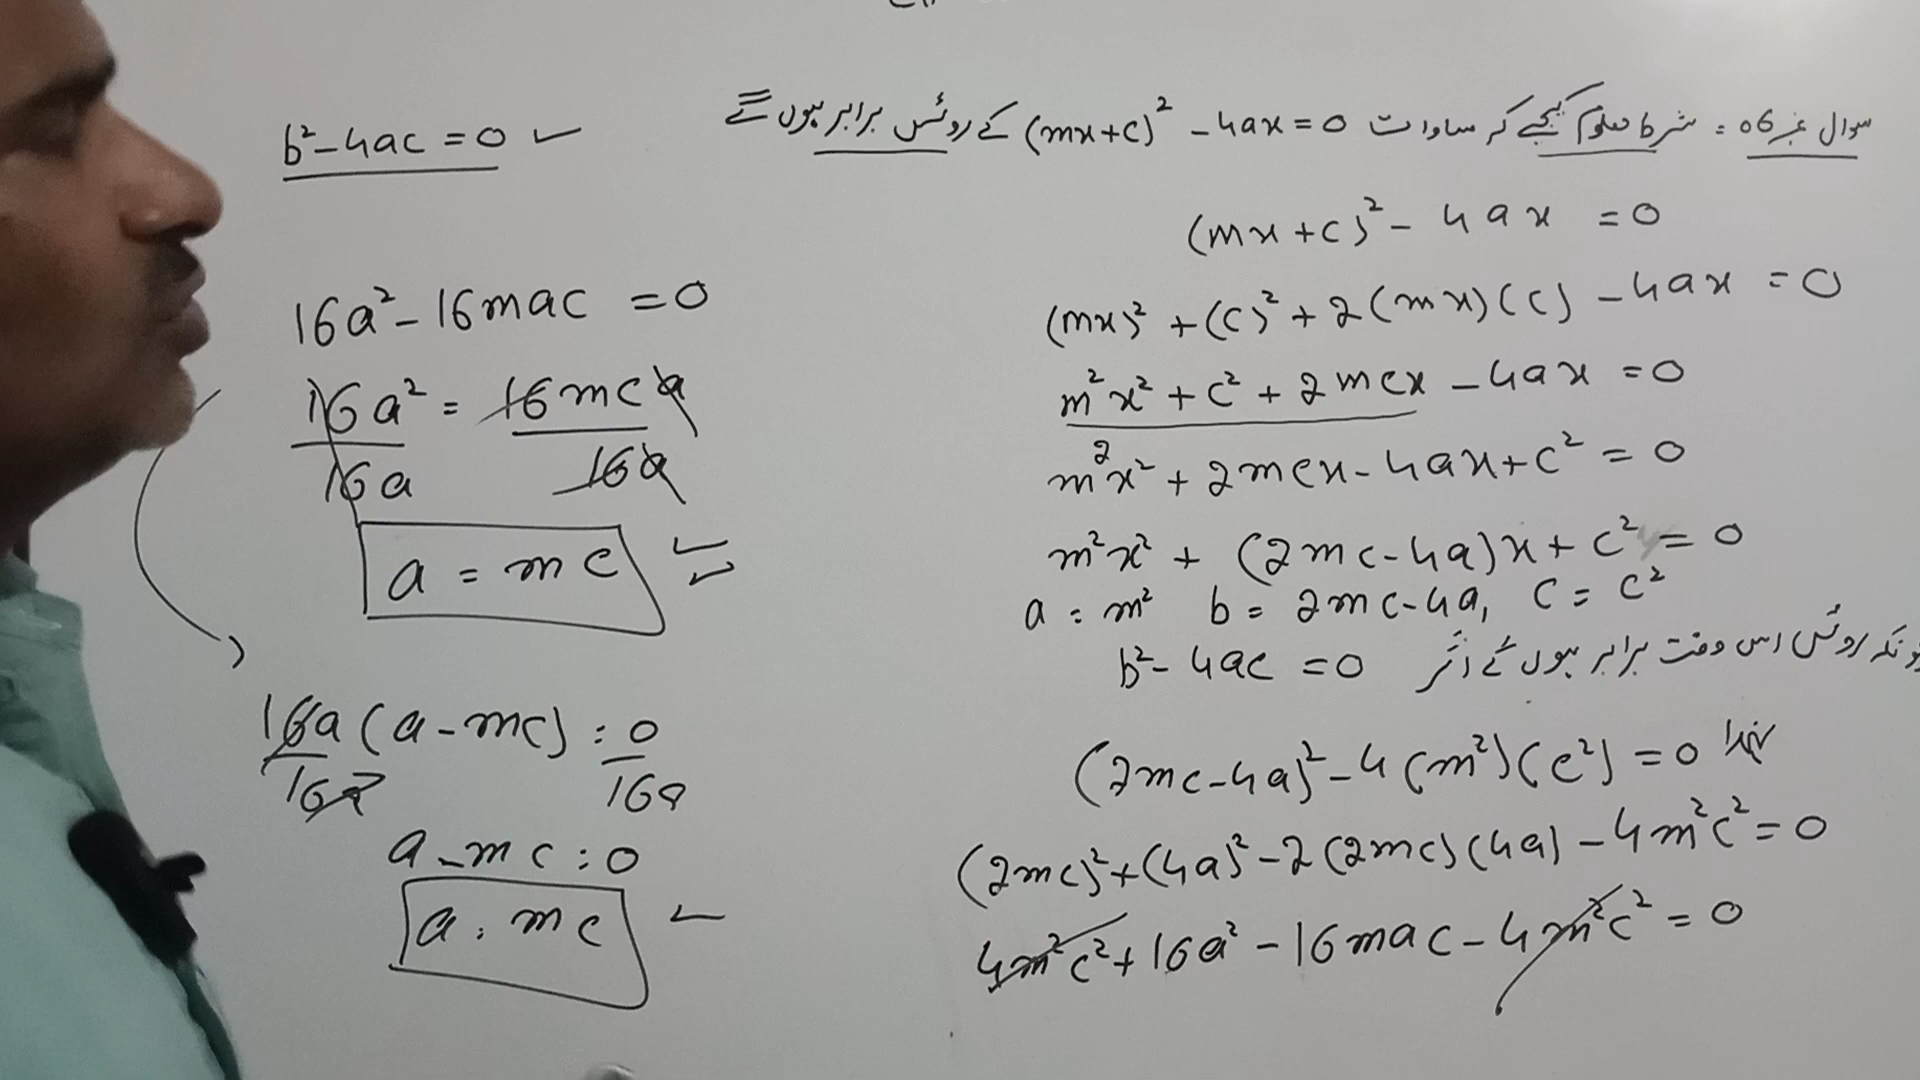 سوال نمبر 06 : شرط معلوم کیجیے کہ مساوات (mx+c)² - 4ax = 0 کے روٹس برابر ہوں گے
(mx+c)² - 4ax = 0
(mx)² + (c)² + 2(mx)(c) - 4ax = 0
m²x² + c² + 2mcx - 4ax = 0
m²x² + 2mcx - 4ax + c² = 0
m²x² + (2mc-4a)x + c² = 0
a = m² b = 2mc-4a, c = c²
روٹس اس وقت برابر ہوں گے اگر b² - 4ac = 0
(2mc-4a)² - 4(m²)(c²) = 0
(2mc)² + (4a)² - 2(2mc)(4a) - 4m²c² = 0
4m²c² + 16a² - 16mac - 4m²c² = 0
b² - 4ac = 0 ✓
16a² - 16mac = 0
16a² = 16mca
16a 16a
a = mc
16a(a-mc) = 0
16a 16a
a-mc = 0
a = mc